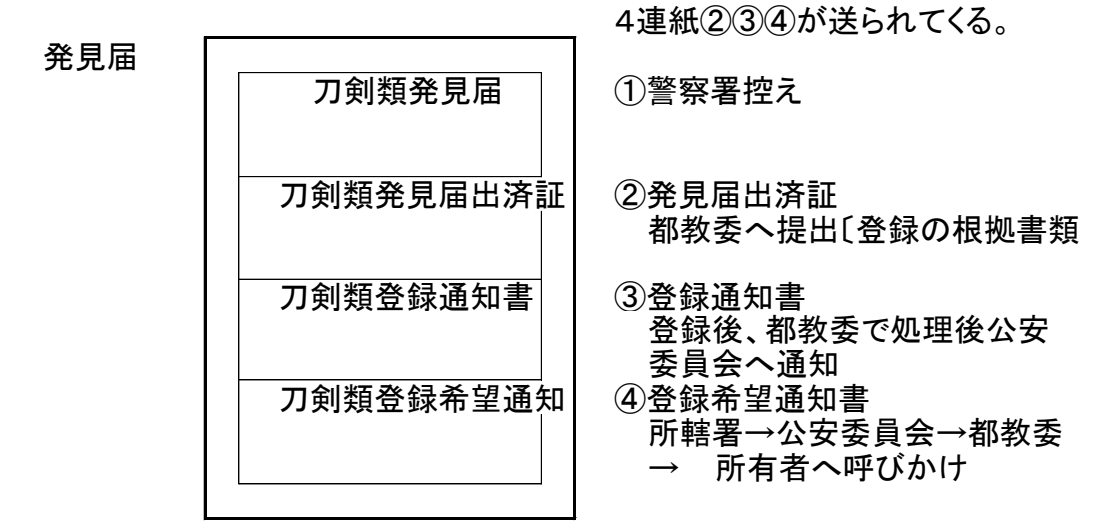 4連紙②③④が送られてくる。
発見届
刀剣類発見届
①警察署控え
刀剣類発見届出済証
②発見届出済証
都教委へ提出〔登録の根拠書類
刀剣類登録通知書
③登録通知書
登録後、都教委で処理後公安
委員会へ通知
刀剣類登録希望通知
④登録希望通知書
所轄署→公安委員会→都教委
→ 所有者へ呼びかけ